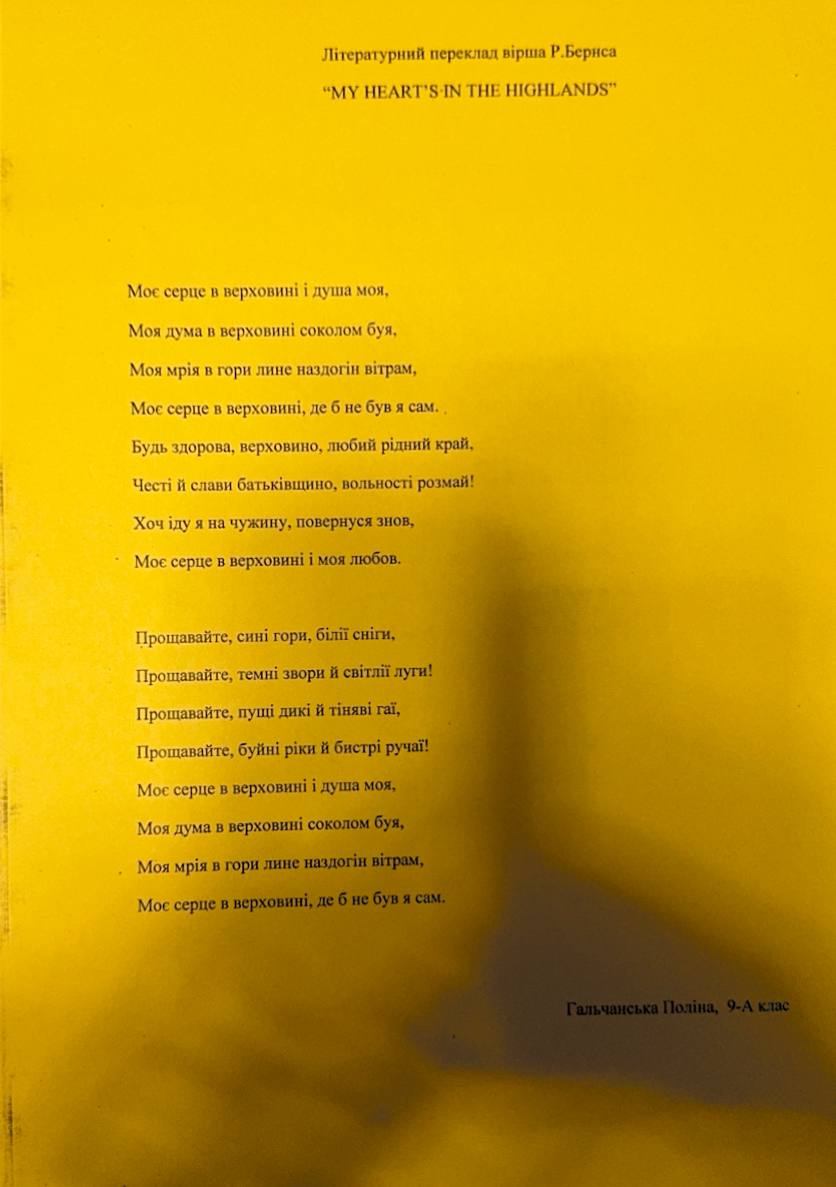 Літературний переклад вірша Р.Бернса
“MY HEART’S IN THE HIGHLANDS”
Моє серце в верховині і душа моя,
Моя дума в верховині соколом буя,
Моя мрія в гори лине наздогін вітрам,
Моє серце в верховині, де б не був я сам.
Будь здорова, верховино, любий рідний край,
Честі й слави батьківщино, вольності розмай!
Хоч іду я на чужину, повернуся знов,
Моє серце в верховині і моя любов.
Прощавайте, сині гори, білії сніги,
Прощавайте, темні звори й світлії луги!
Прощавайте, пущі дикі й тіняві гаї,
Прощавайте, буйні ріки й бистрі ручаї!
Моє серце в верховині і душа моя,
Моя дума в верховині соколом буя,
Моя мрія в гори лине наздогін вітрам,
Моє серце в верховині, де б не був я сам.
Гальчанська Поліна, 9-А клас